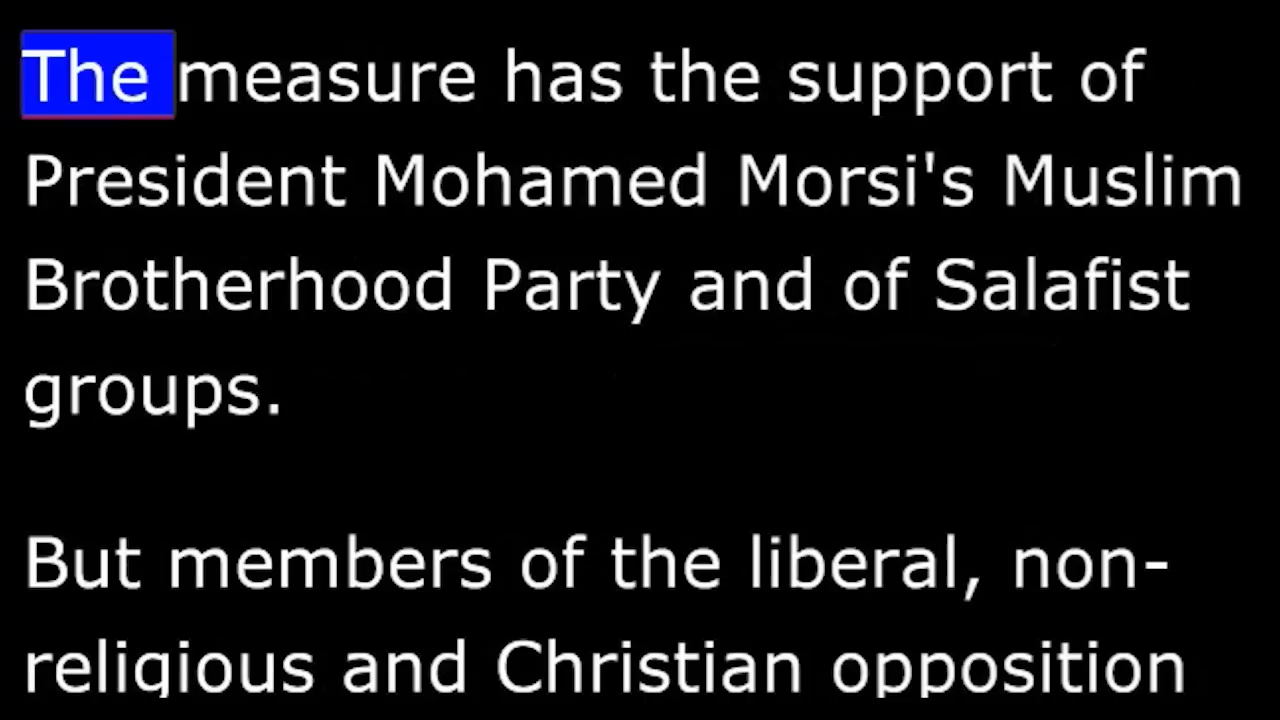 The measure has the support of
President Mohamed Morsi's Muslim
Brotherhood Party and of Salafist
groups.
But members of the liberal, non-
religious and Christian opposition